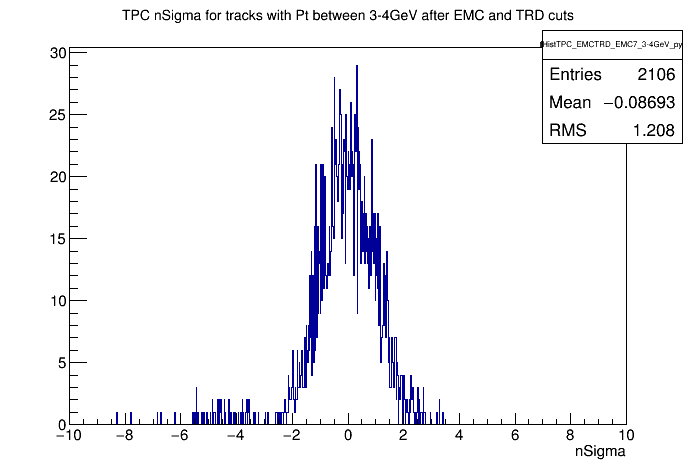 TPC nSigma for tracks with Pt between 3-4GeV after EMC and TRD cuts
HistTPC_EMCTRD_EMC7_3-4GeV_py
Entries 2106
Mean −0.08693
RMS 1.208
30
25
20
15
10
5
0
−10 −8 −6 −4 −2 0 2 4 6 8 10
nSigma